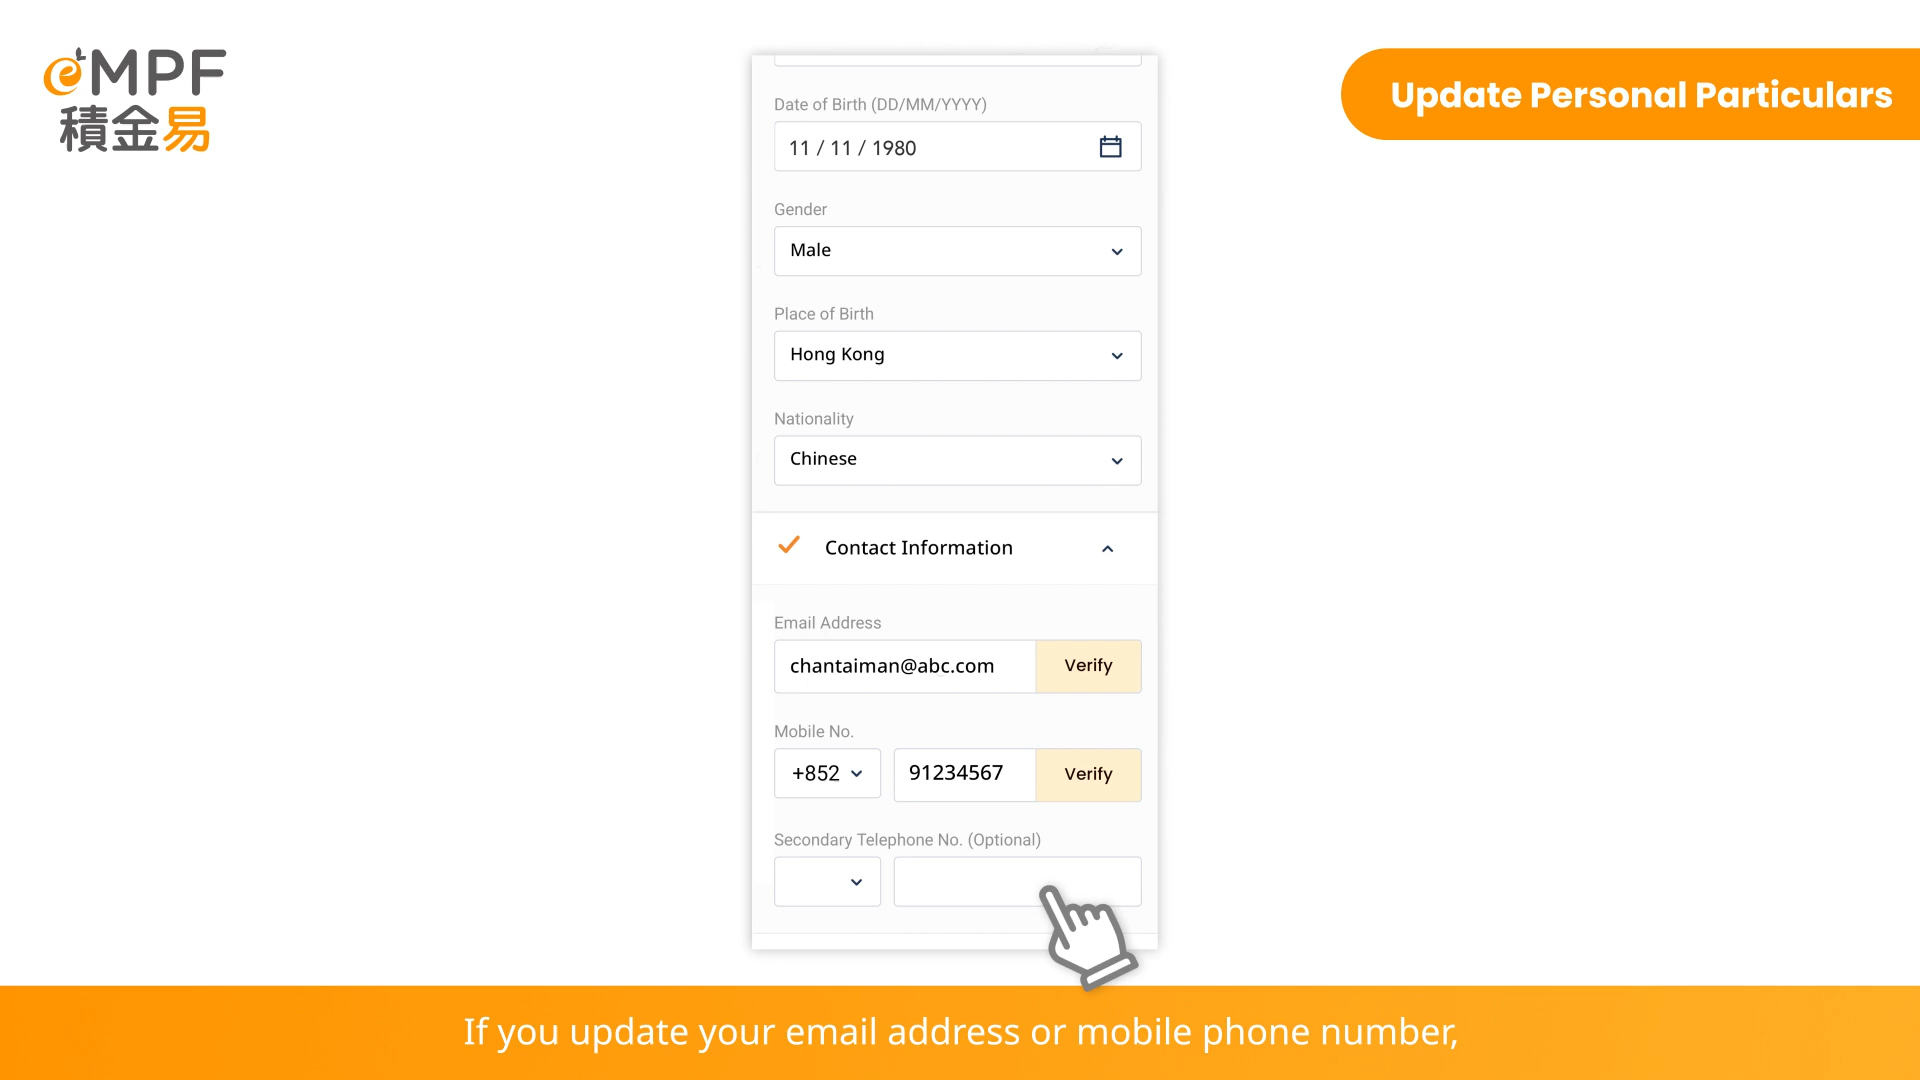 eMPF
積金易
Update Personal Particulars
Date of Birth (DD/MM/YYYY)
11 / 11 / 1980
Gender
Male
Place of Birth
Hong Kong
Nationality
Chinese
Contact Information
Email Address
chantaiman@abc.com Verify
Mobile No.
+852 91234567 Verify
Secondary Telephone No. (Optional)
If you update your email address or mobile phone number,